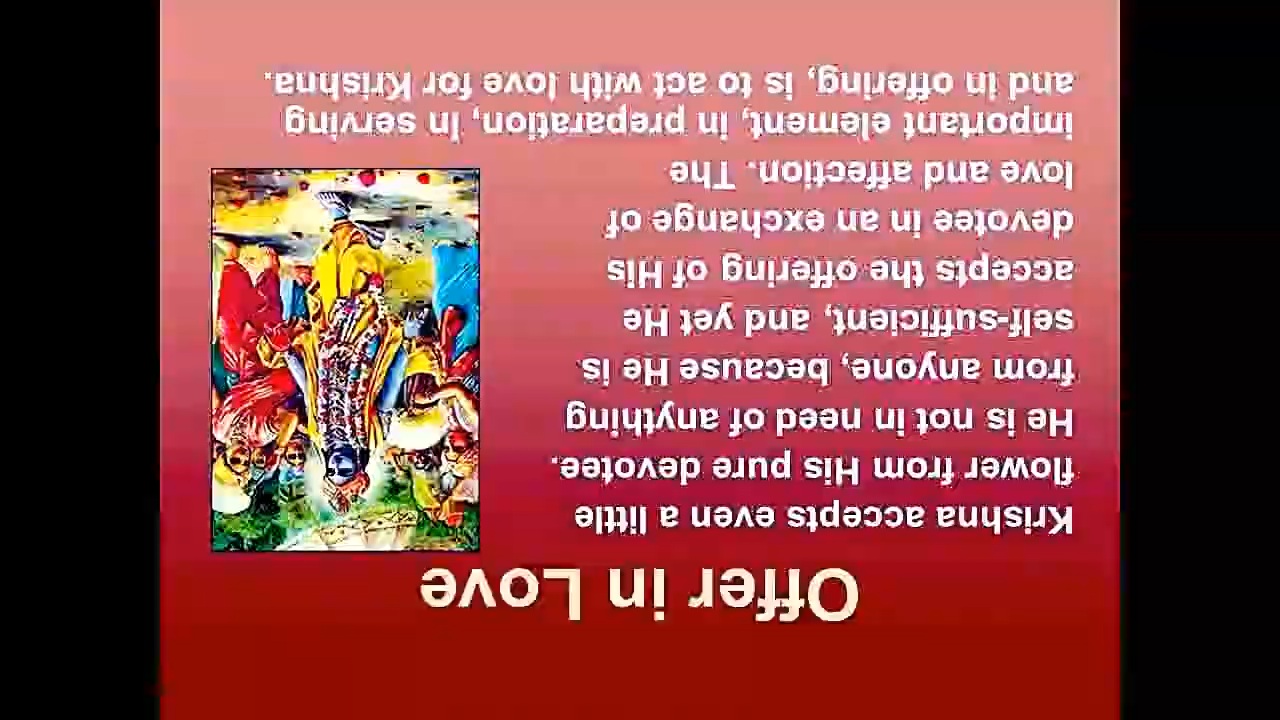 Offer in Love
Krishna accepts even a little
flower from His pure devotee.
He is not in need of anything
from anyone, because He is
self-sufficient, and yet He
accepts the offering of His
devotee in an exchange of
love and affection. The
important element, in preparation, in serving
and in offering, is to act with love for Krishna.